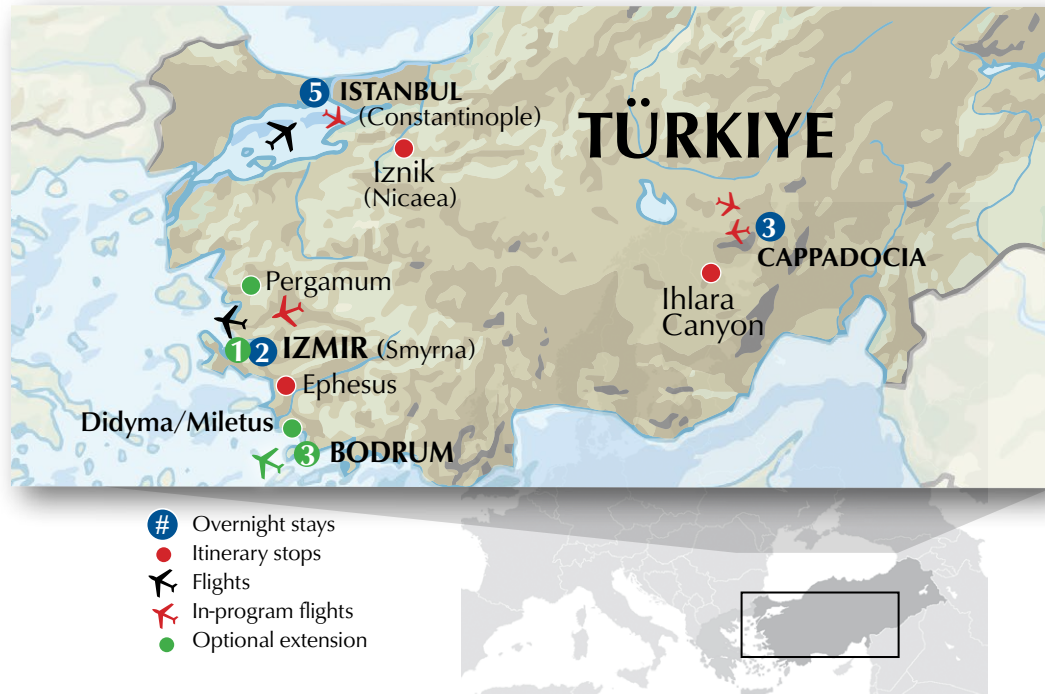 5 ISTANBUL
(Constantinople)
TÜRKIYE
Iznik
(Nicaea)
3
CAPPADOCIA
Pergamum
Ihlara
Canyon
1 2 IZMIR (Smyrna)
Ephesus
Didyma/Miletus
3 BODRUM
# Overnight stays
Itinerary stops
Flights
In-program flights
Optional extension